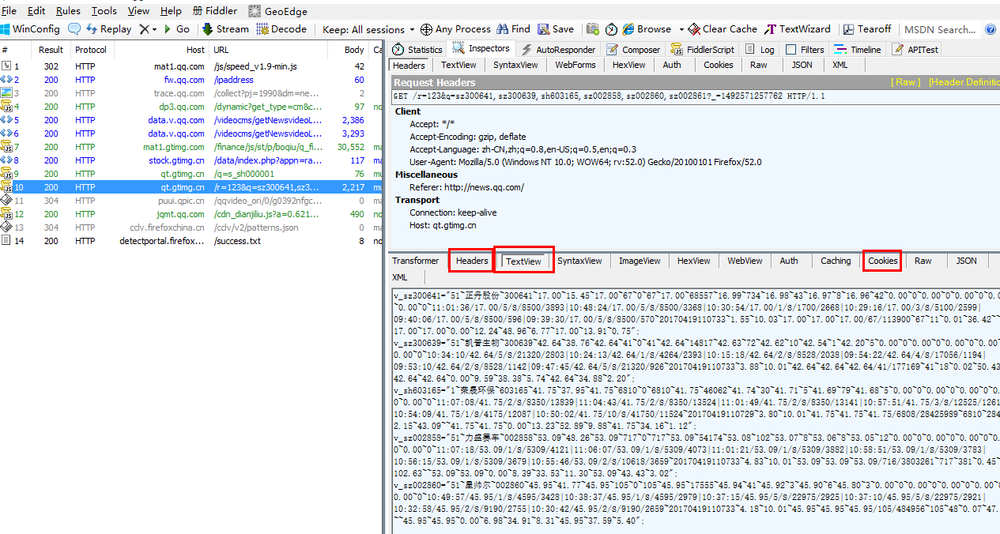 File Edit Rules Tools View Help 册 Fiddler GeoEdge
WinConfig Replay Go Stream Decode Keep: All sessions Any Process Find Save Browse Clear Cache TextWizard Tearoff MSDN Search...
Statistics Inspectors AutoResponder Composer FiddlerScript Log Filters Timeline APITest
Headers TextView SyntaxView WebForms HexView Auth Cookies Raw JSON XML
# Result Protocol Host URL Body Ca
1 302 HTTP mat1.qq.com /js/speed_v1.9-min.js 42
2 200 HTTP fw.qq.com /ipaddress 60
3 200 HTTP trace.qq.com /collect?pj=1990&dm=ne... 2
4 200 HTTP dp3.qq.com /dynamic?get_type=cm&c... 97 no
5 200 HTTP data.v.qq.com /videocms/getNewsvideoL... 2,386
6 200 HTTP data.v.qq.com /videocms/getNewsvideoL... 3,293
7 200 HTTP mat1.gtimg.com /finance/js/st/p/boqiu/q_fi... 30,552 ma
8 200 HTTP stock.gtimg.cn /data/index.php?appn=ra... 117 ma
9 200 HTTP qt.gtimg.cn /q=s_sh000001 76 mu
10 200 HTTP qt.gtimg.cn /r=123&q=sz300641,sz3... 2,217 mu
11 304 HTTP puui.qpic.cn /qqvideo_ori/0/g0392nfgc... 0 ma
12 200 HTTP jqmt.qq.com /cdn_dianjiliu.js?a=0.621... 490 no
13 304 HTTP cdv.firefoxchina.cn /cdv/v2/patterns.json 0 ma
14 200 HTTP detectportal.firefox... /success.txt 8 no
Request Headers [ Raw ] [Header Definitio
GET /r=123&q=sz300641,sz300639,sh603165,sz002858,sz002860,sz002861?_=1492571257762 HTTP/1.1
Client
Accept: */*
Accept-Encoding: gzip, deflate
Accept-Language: zh-CN,zh;q=0.8,en-US;q=0.5,en;q=0.3
User-Agent: Mozilla/5.0 (Windows NT 10.0; WOW64; rv:52.0) Gecko/20100101 Firefox/52.0
Miscellaneous
Referer: http://news.qq.com/
Transport
Connection: keep-alive
Host: qt.gtimg.cn
Transformer Headers TextView SyntaxView ImageView HexView WebView Auth Caching Cookies Raw JSON
XML
v_sz300641="51~正丹股份~300641~17.00~15.45~17.00~67~0~67~17.00~68557~16.99~734~16.98~43~16.97~8~16.96~42~0.00~0~0.00~0~0.00~0~0.
~0.00~0~11:01:36/17.00/5/S/8500/3893|10:48:24/17.00/5/S/8500/3368|10:30:54/17.00/1/S/1700/2668|10:29:16/17.00/3/S/5100/2599|
09:40:06/17.00/5/S/8500/596|09:39:30/17.00/5/S/8500/570~20170419110733~1.55~10.03~17.00~17.00~17.00/67/113900~67~11~0.01~36.42~~
17.00~17.00~0.00~12.24~48.96~6.77~17.00~13.91~0.75";
v_sz300639="51~凯普生物~300639~42.64~38.76~42.64~41~0~41~42.64~14817~42.63~72~42.62~10~42.54~1~42.20~5~0.00~0~0.00~0~0.00~0~0.00~
0.00~0~10:34:10/42.64/5/S/21320/2803|10:24:13/42.64/1/S/4264/2393|10:15:18/42.64/2/S/8528/2038|09:54:22/42.64/4/S/17056/1194|
09:53:10/42.64/2/S/8528/1142|09:47:45/42.64/5/S/21320/926~20170419110733~3.88~10.01~42.64~42.64~42.64/41/177169~41~18~0.02~50.43
42.64~42.64~0.00~9.59~38.38~5.74~42.64~34.88~2.20";
v_sh603165="1~荣晟环保~603165~41.75~37.95~41.75~6810~0~6810~41.75~46062~41.74~30~41.71~5~41.69~79~41.68~5~0.00~0~0.00~0~0.00~0~0.
~0.00~0~11:07:08/41.75/2/S/8350/13839|11:04:43/41.75/2/S/8350/13524|11:01:49/41.75/2/S/8350/13141|10:57:51/41.75/3/S/12525/1261
10:54:09/41.75/1/S/4175/12087|10:50:02/41.75/10/S/41750/11524~20170419110729~3.80~10.01~41.75~41.75~41.75/6808/28425989~6810~284
2.15~43.09~~41.75~41.75~0.00~13.23~52.89~9.88~41.75~34.16~1.12";
v_sz002858="51~力盛赛车~002858~53.09~48.26~53.09~717~0~717~53.09~54174~53.08~102~53.07~8~53.06~8~53.05~12~0.00~0~0.00~0~0.00~0~0.
~0.00~0~11:07:18/53.09/1/S/5309/4121|11:06:07/53.09/1/S/5309/4073|11:01:21/53.09/1/S/5309/3882|10:58:51/53.09/1/S/5309/3783|
10:56:15/53.09/1/S/5309/3679|10:55:46/53.09/2/S/10618/3659~20170419110733~4.83~10.01~53.09~53.09~53.09/716/3803261~717~381~0.45~
102.63~~53.09~53.09~0.00~8.39~33.53~11.30~53.09~43.43~3.02";
v_sz002860="51~星帅尔~002860~45.95~41.77~45.95~105~0~105~45.95~17555~45.94~41~45.92~3~45.90~6~45.80~3~0.00~0~0.00~0~0.00~0~0.00~
0.00~0~10:49:57/45.95/1/S/4595/3428|10:38:37/45.95/1/S/4595/2979|10:37:15/45.95/5/S/22975/2925|10:37:10/45.95/5/S/22975/2921|
10:32:58/45.95/2/S/9190/2755|10:30:42/45.95/2/S/9190/2659~20170419110733~4.18~10.01~45.95~45.95~45.95/105/484956~105~48~0.07~47.
~~45.95~45.95~0.00~6.98~34.91~8.31~45.95~37.59~5.40";